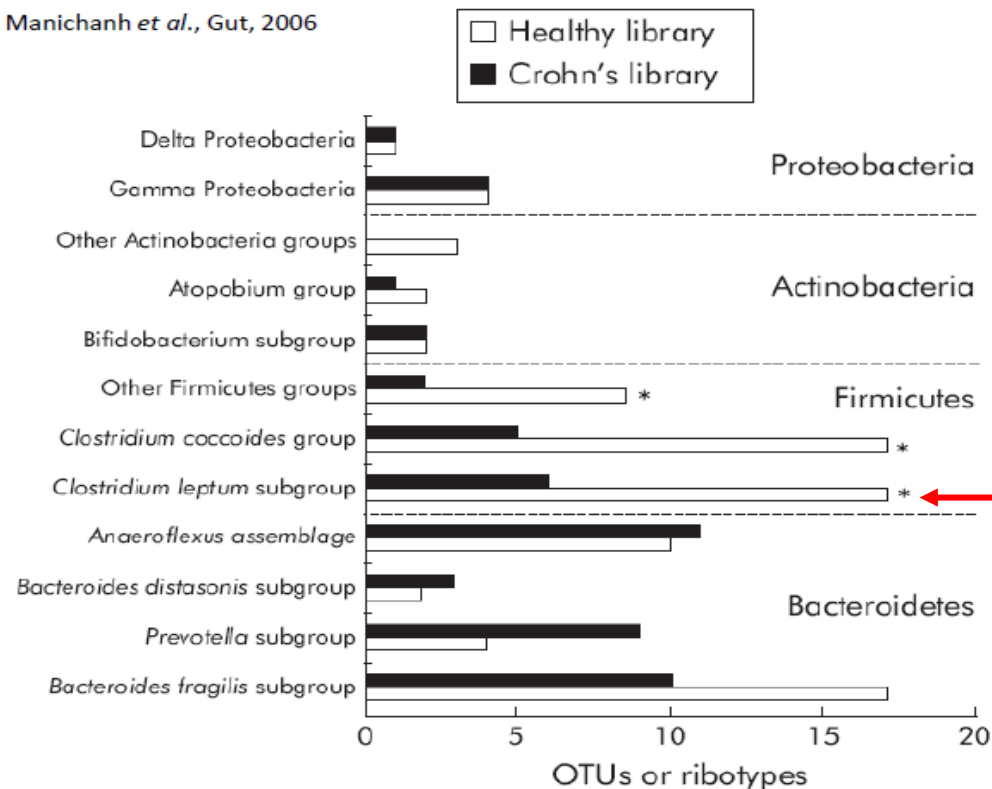 Manichanh et al., Gut, 2006
Healthy library
Crohn's library
Delta Proteobacteria
Gamma Proteobacteria
Proteobacteria
Other Actinobacteria groups
Atopobium group
Bifidobacterium subgroup
Actinobacteria
Other Firmicutes groups
*
Firmicutes
Clostridium coccoides group
*
Clostridium leptum subgroup
*
Anaeroflexus assemblage
Bacteroides distasonis subgroup
Bacteroidetes
Prevotella subgroup
Bacteroides fragilis subgroup
0 5 10 15 20
OTUs or ribotypes